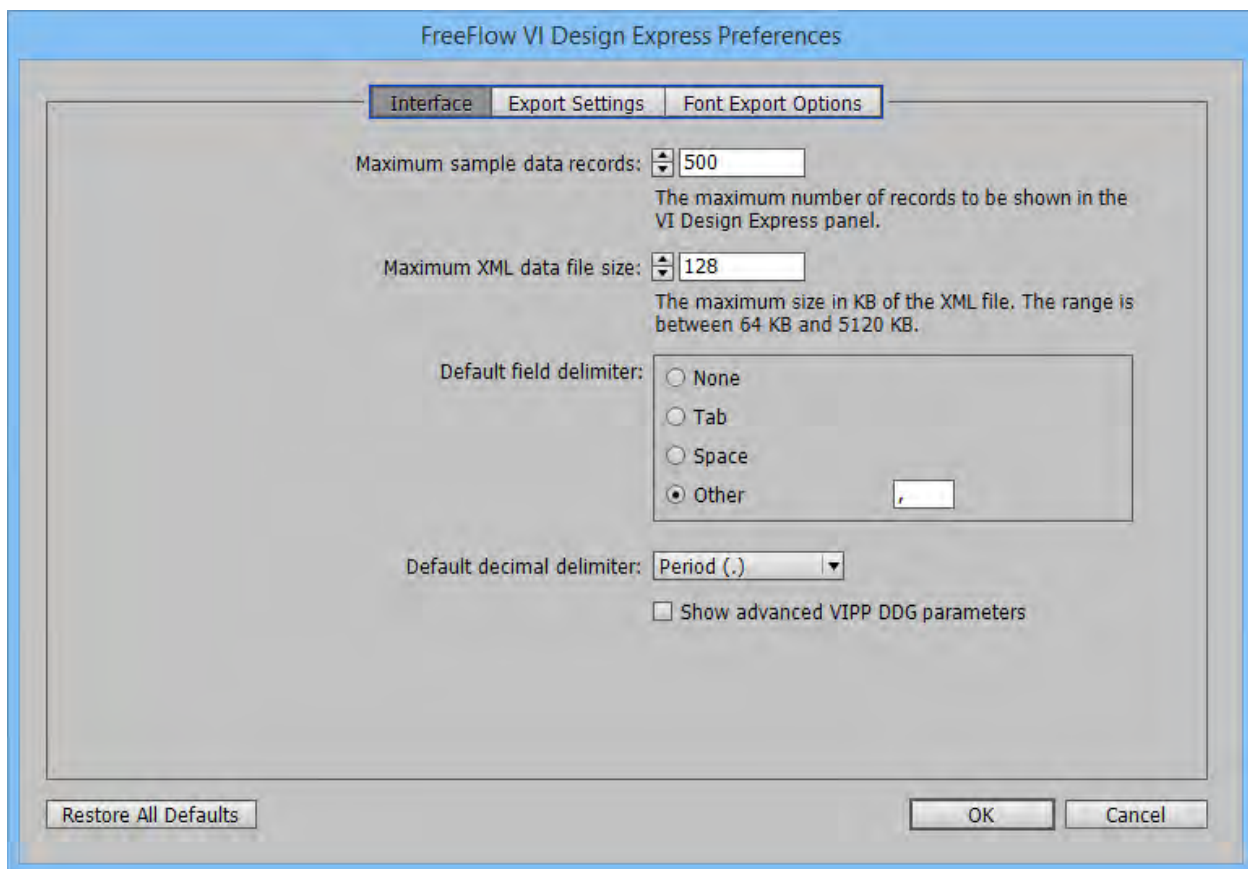 FreeFlow VI Design Express Preferences
Interface Export Settings Font Export Options
Maximum sample data records: 500
The maximum number of records to be shown in the
VI Design Express panel.
Maximum XML data file size: 128
The maximum size in KB of the XML file. The range is
between 64 KB and 5120 KB.
Default field delimiter:
None
Tab
Space
Other ,
Default decimal delimiter: Period (.)
Show advanced VIPP DDG parameters
Restore All Defaults OK Cancel